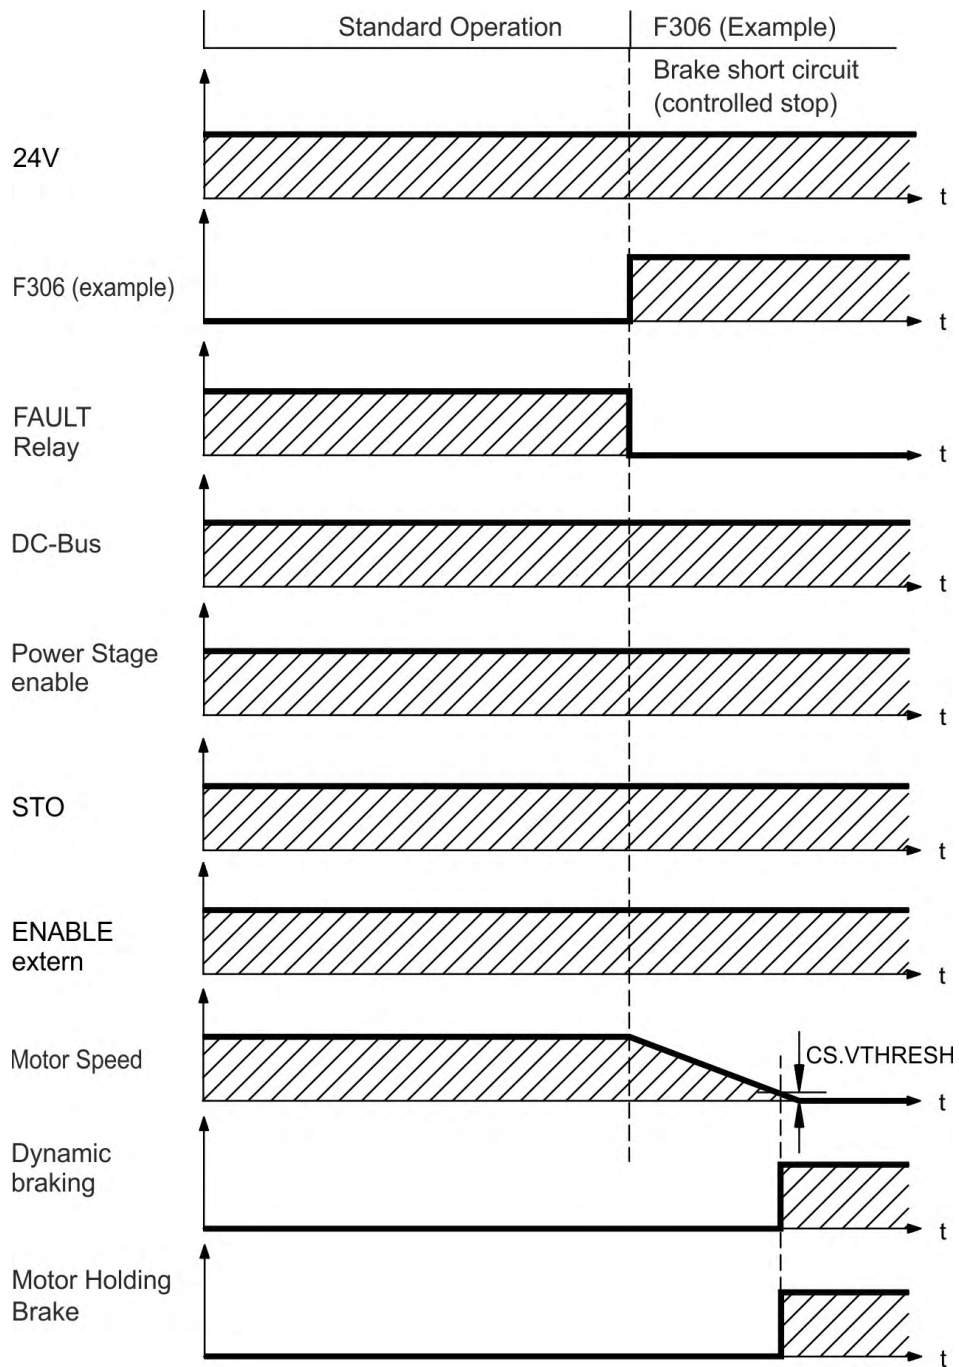 Standard Operation
F306 (Example)
Brake short circuit
(controlled stop)
24V
t
F306 (example)
t
FAULT
Relay
t
DC-Bus
t
Power Stage
enable
t
STO
t
ENABLE
extern
t
Motor Speed
CS.VTHRESH
t
Dynamic
braking
t
Motor Holding
Brake
t